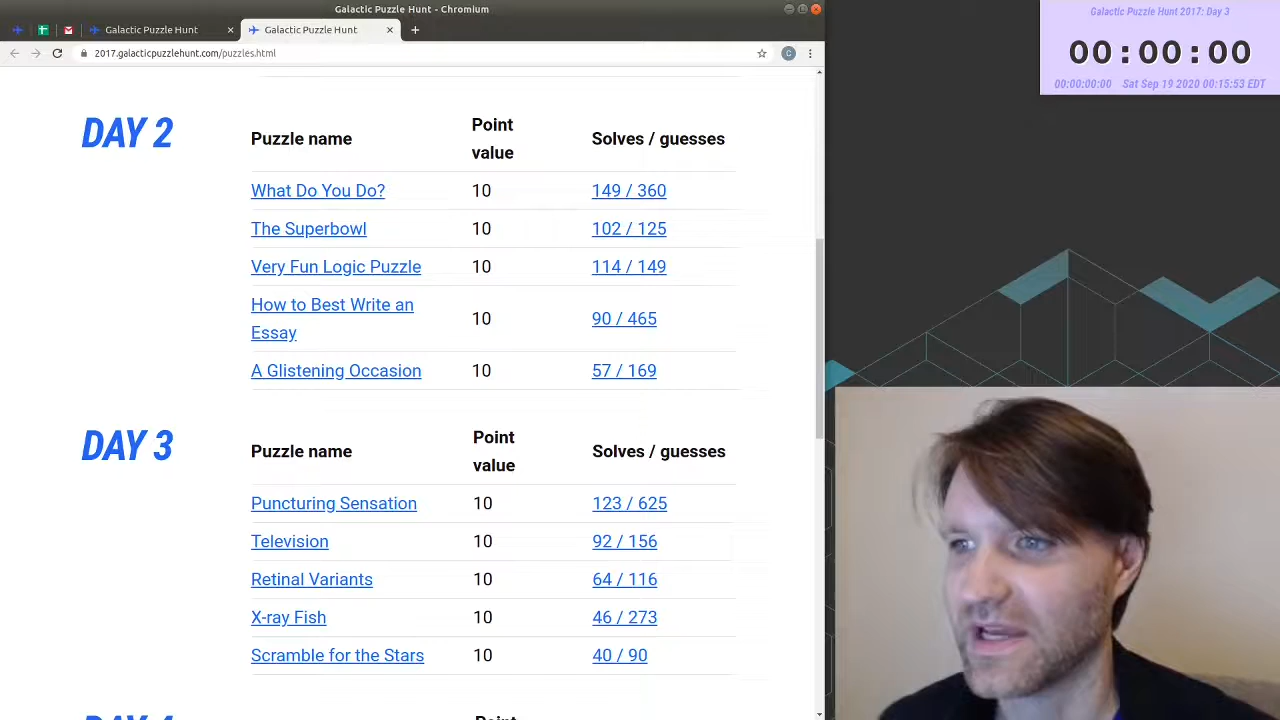 Galactic Puzzle Hunt - Chromium
Galactic Puzzle Hunt
Galactic Puzzle Hunt
2017.galacticpuzzlehunt.com/puzzles.html
C
Galactic Puzzle Hunt 2017: Day 3
00:00:00
00:00:00:00 Sat Sep 19 2020 00:15:53 EDT
DAY 2
Puzzle name Point value Solves / guesses
What Do You Do? 10 149 / 360
The Superbowl 10 102 / 125
Very Fun Logic Puzzle 10 114 / 149
How to Best Write an
Essay 10 90 / 465
A Glistening Occasion 10 57 / 169
DAY 3
Puzzle name Point value Solves / guesses
Puncturing Sensation 10 123 / 625
Television 10 92 / 156
Retinal Variants 10 64 / 116
X-ray Fish 10 46 / 273
Scramble for the Stars 10 40 / 90
DAY 4
Point